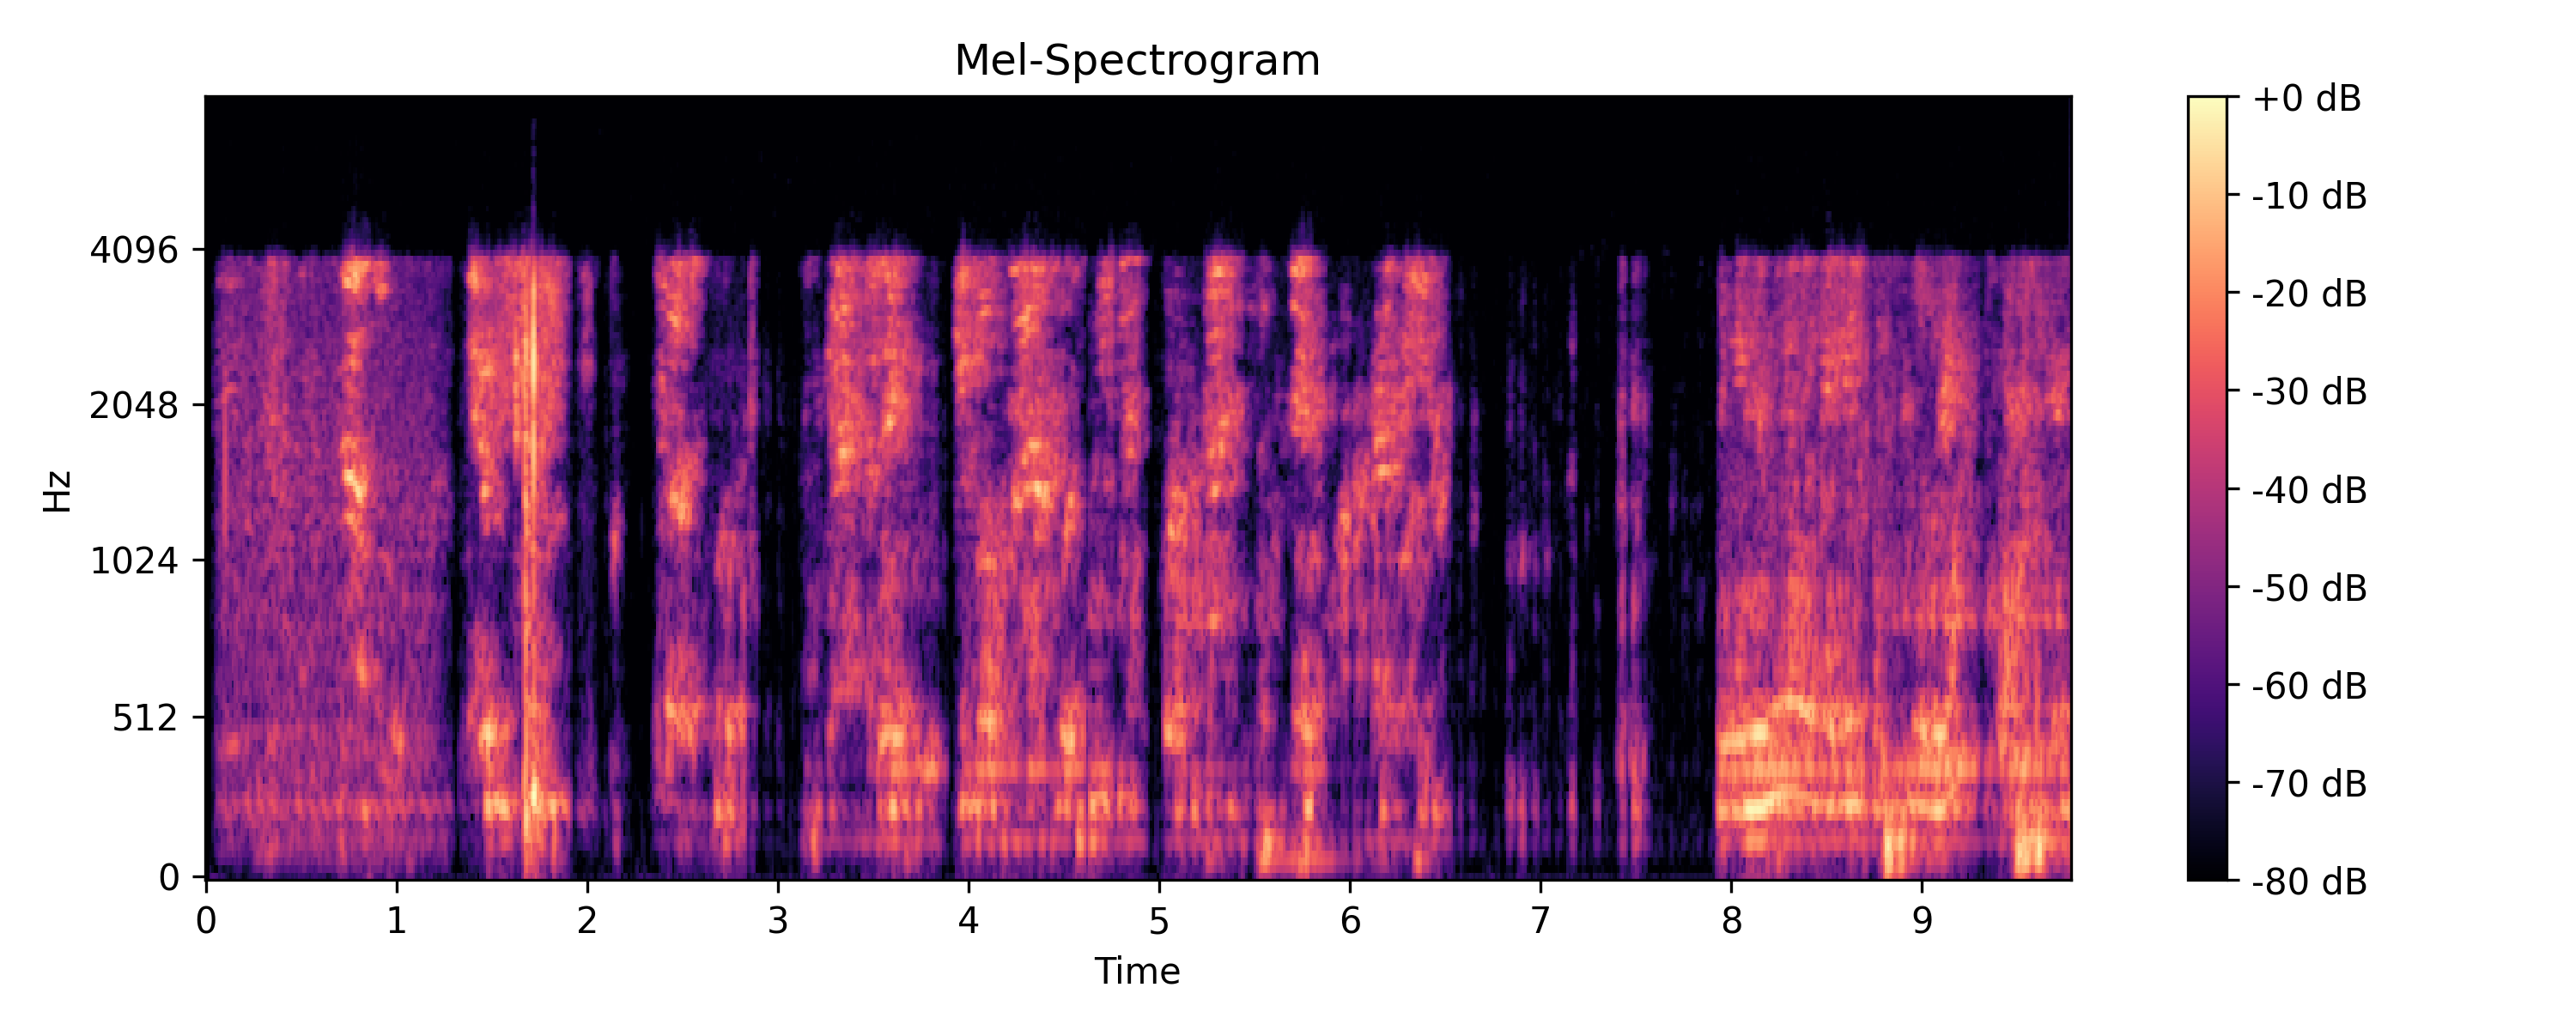 Mel-Spectrogram
+0 dB
-10 dB
-20 dB
-30 dB
-40 dB
-50 dB
-60 dB
-70 dB
-80 dB
4096
2048
1024
512
0
Hz
0 1 2 3 4 5 6 7 8 9
Time